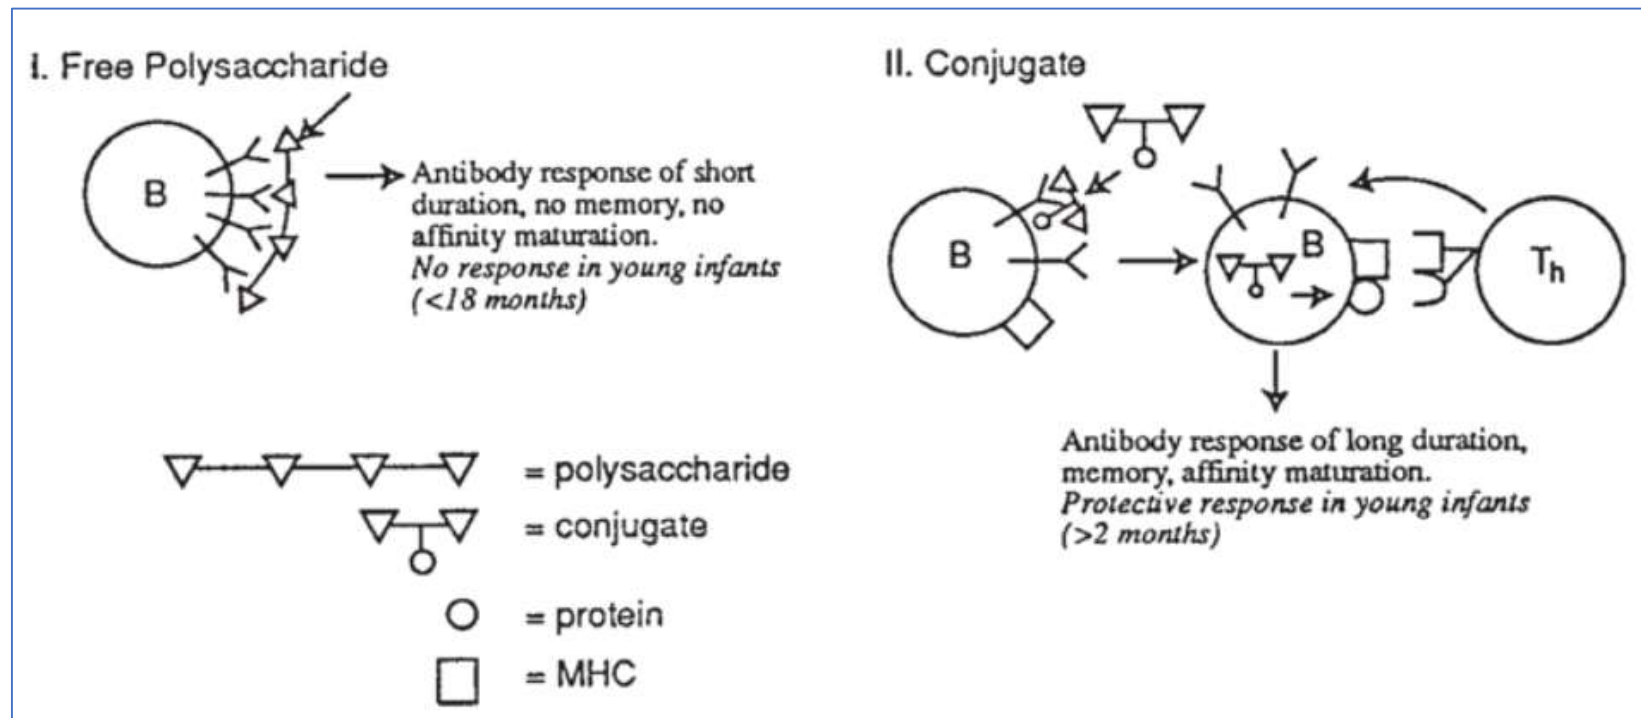 I. Free Polysaccharide
B
Antibody response of short
duration, no memory, no
affinity maturation.
No response in young infants
(<18 months)
= polysaccharide
= conjugate
= protein
= MHC
II. Conjugate
B
B
Th
Antibody response of long duration,
memory, affinity maturation.
Protective response in young infants
(>2 months)